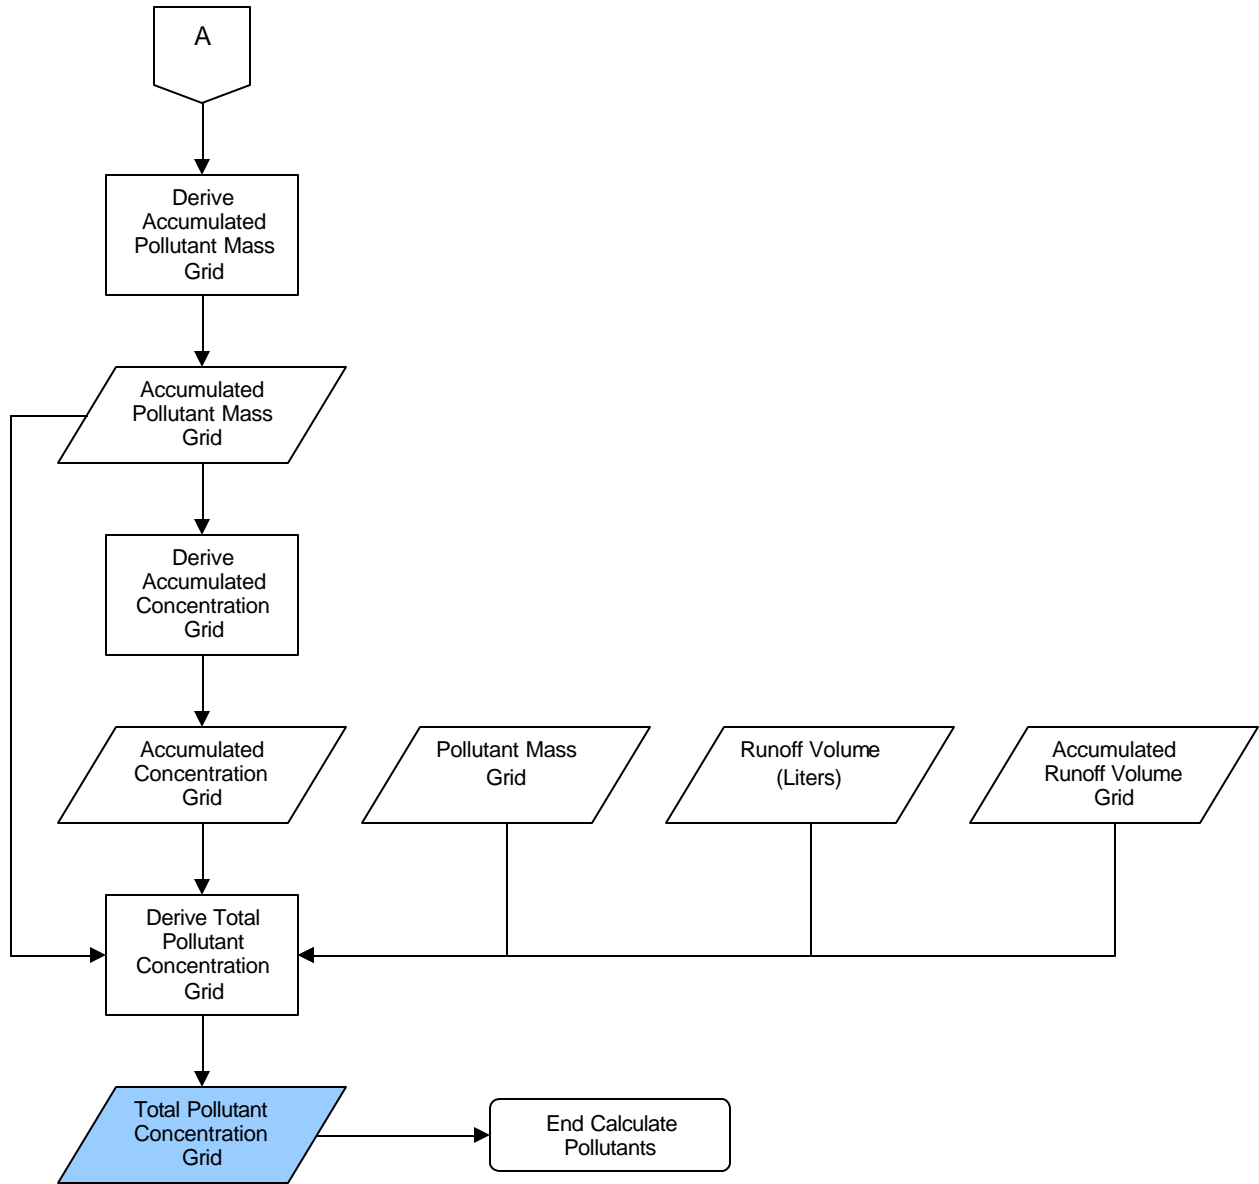 A
Derive
Accumulated
Pollutant Mass
Grid
Accumulated
Pollutant Mass
Grid
Derive
Accumulated
Concentration
Grid
Accumulated
Concentration
Grid
Pollutant Mass
Grid
Runoff Volume
(Liters)
Accumulated
Runoff Volume
Grid
Derive Total
Pollutant
Concentration
Grid
Total Pollutant
Concentration
Grid
End Calculate
Pollutants